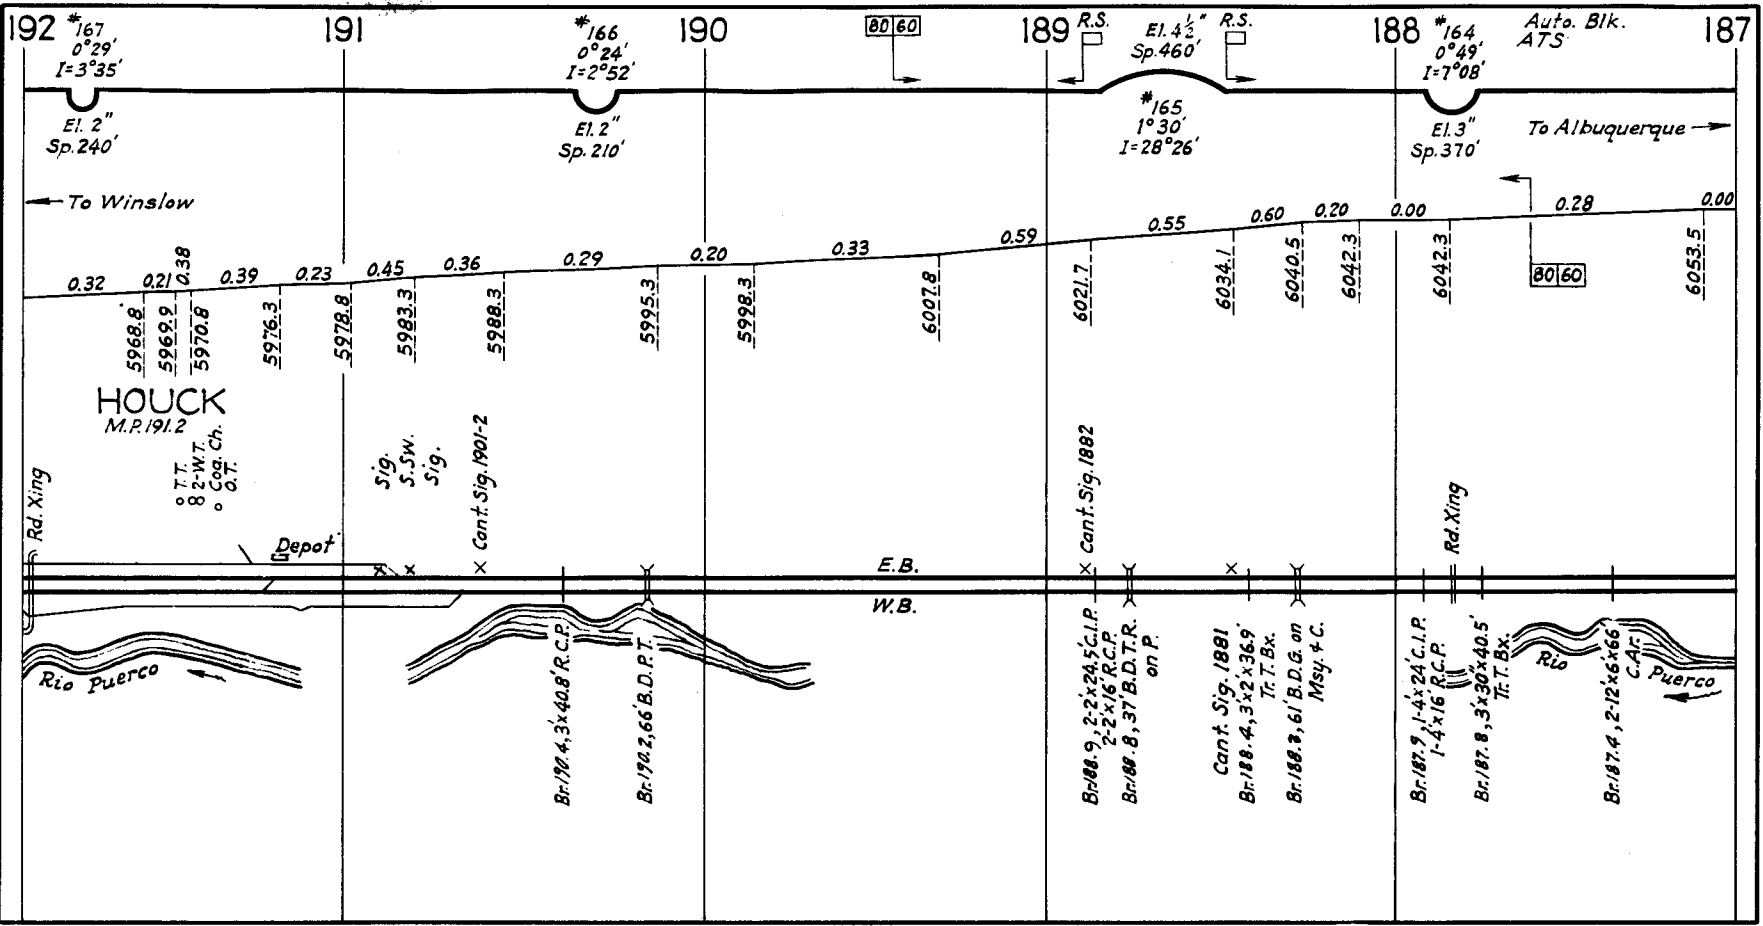 192
191
190
189
188
187
#167
0°29'
I=3°35'
El. 2"
Sp. 240'
#166
0°24'
I=2°52'
El. 2"
Sp. 210'
80 60
R.S.
El. 4½"
Sp. 460'
R.S.
#165
1°30'
I=28°26'
#164
0°49'
I=7°08'
El. 3"
Sp. 370'
Auto. Blk.
ATS
To Albuquerque
To Winslow
0.32
0.21
0.38
0.39
0.23
0.45
0.36
0.29
0.20
0.33
0.59
0.55
0.60
0.20
0.00
0.28
0.00
5968.8
5969.9
5970.8
5976.3
5978.8
5983.3
5988.3
5995.3
5998.3
6007.8
6021.7
6034.1
6040.5
6042.3
6042.3
80 60
6053.5
HOUCK
M.P. 191.2
Rd. Xing
T.T.
2-W.T.
Coa. Ch.
O.T.
Sig.
S.Sw.
Sig.
Cant. Sig. 1901-2
Cant. Sig. 1882
Rd. Xing
Depot
E.B.
W.B.
Rio Puerco
Br. 190.4, 3'x40.8' R.C.P.
Br. 190.2, 66' B.D.P.T.
Br. 188.9, 2-2'x24.5' C.I.P.
2-2'x16' R.C.P.
Br. 188.8, 37' B.D.T.R.
on P.
Cant. Sig. 1881
Br. 188.4, 3'x2'x36.9'
Tr. T. Bx.
Br. 188.3, 61' B.D.G. on
Msy. & C.
Br. 187.9, 1-4'x24' C.I.P.
1-4'x16' R.C.P.
Br. 187.8, 3'x30"x40.5'
Tr. T. Bx.
Br. 187.4, 2-12'x6'x66'
C. Ar.
Rio Puerco